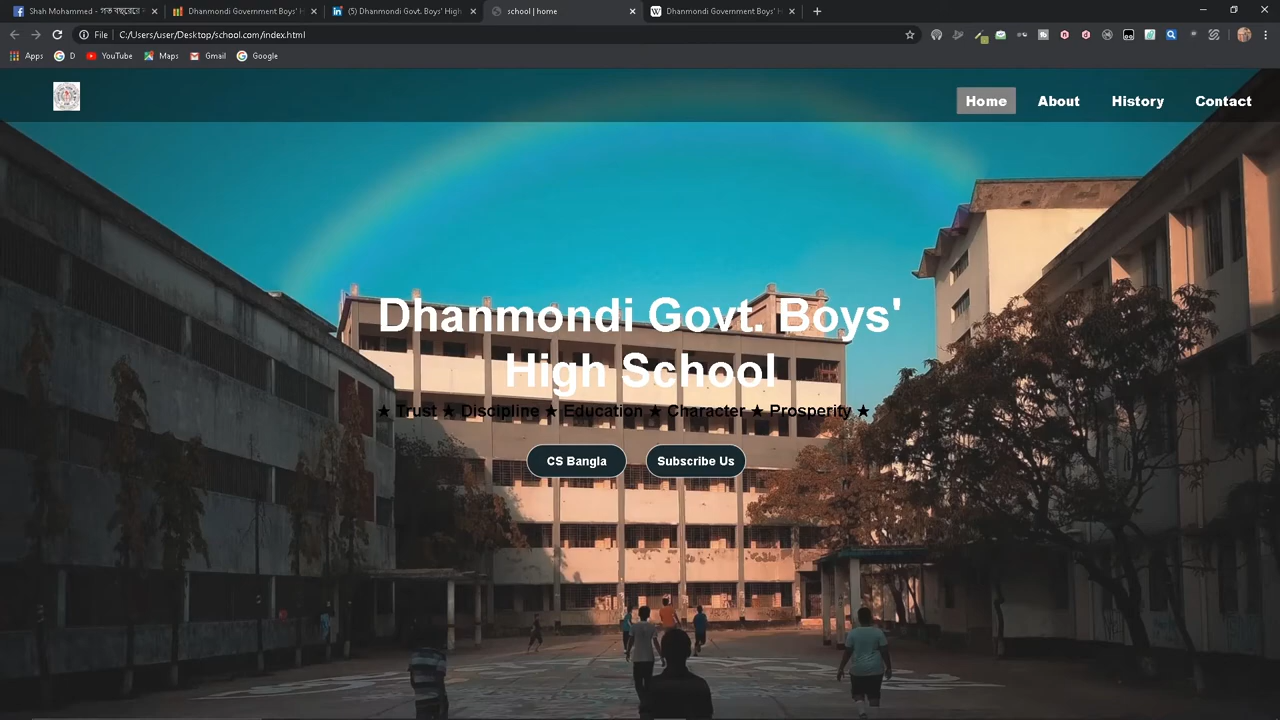 Shah Mohammed - গত বছরের
Dhanmondi Government Boys' H
(5) Dhanmondi Govt. Boys' High
school | home
Dhanmondi Government Boys' H
File
C:/Users/user/Desktop/school.com/index.html
Apps
D
YouTube
Maps
Gmail
Google
Home
About
History
Contact
Dhanmondi Govt. Boys'
High School
★ Trust ★ Discipline ★ Education ★ Character ★ Prosperity ★
CS Bangla
Subscribe Us